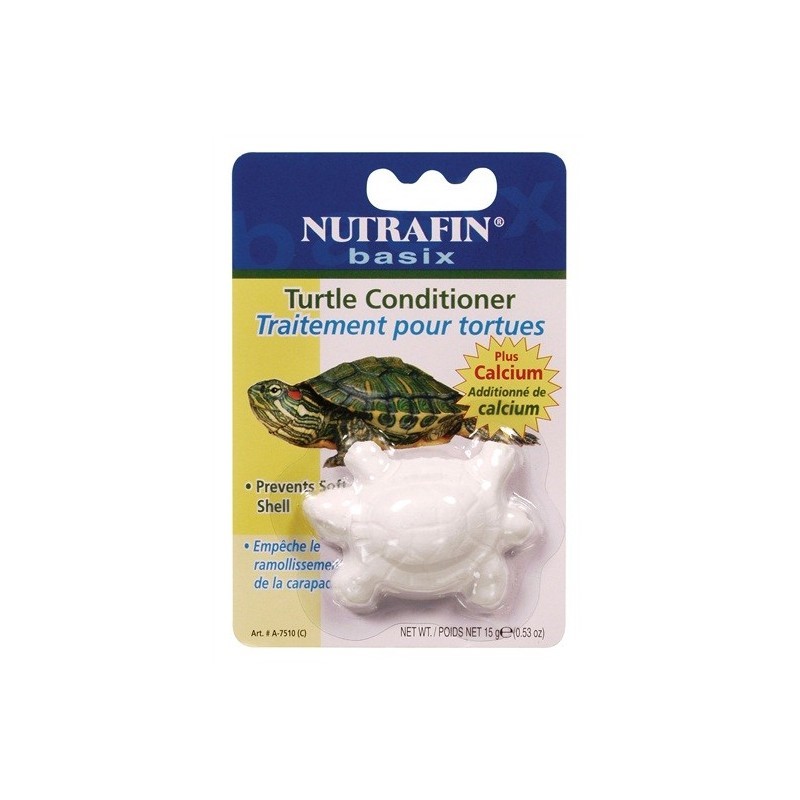 NUTRAFIN®
basix
Turtle Conditioner
Traitement pour tortues
Plus
Calcium
Additionné de
calcium
• Prevents Soft
Shell
• Empêche le
ramollissemen
de la carapac
Art. # A-7510 (C)
NET WT. / POIDS NET 15 g℮(0.53 oz)